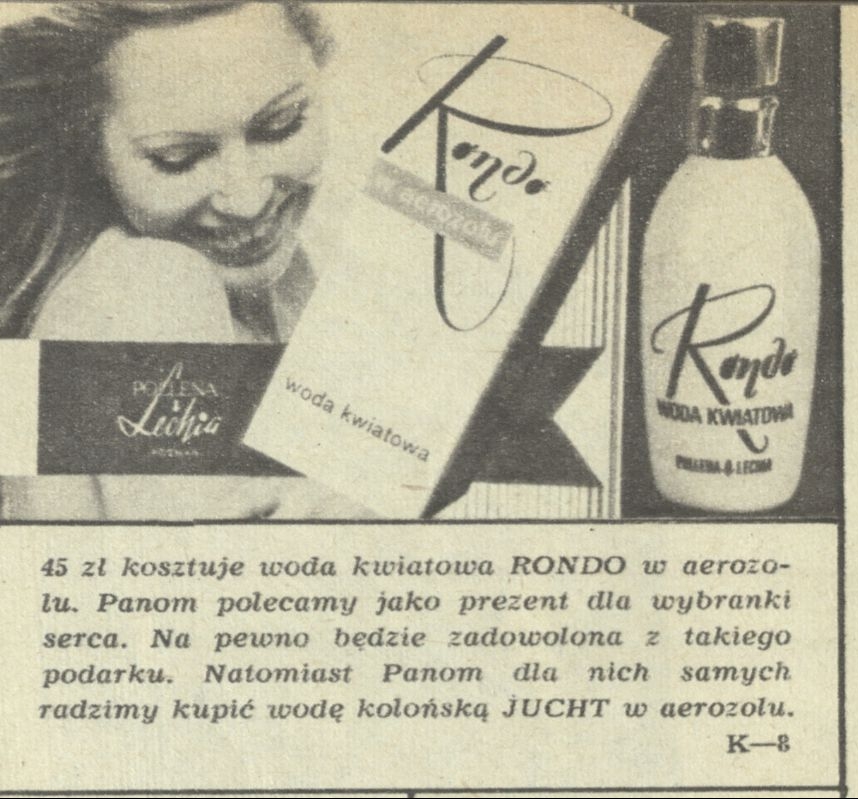 Rondo
w aerozolu
woda kwiatowa
POLLENA
Lechia
POZNAŃ
Rondo
WODA KWIATOWA
POLLENA LECHIA
45 zł kosztuje woda kwiatowa RONDO w aerozo-
lu. Panom polecamy jako prezent dla wybranki
serca. Na pewno będzie zadowolona z takiego
podarku. Natomiast Panom dla nich samych
radzimy kupić wodę kolońską JUCHT w aerozolu.
K—8